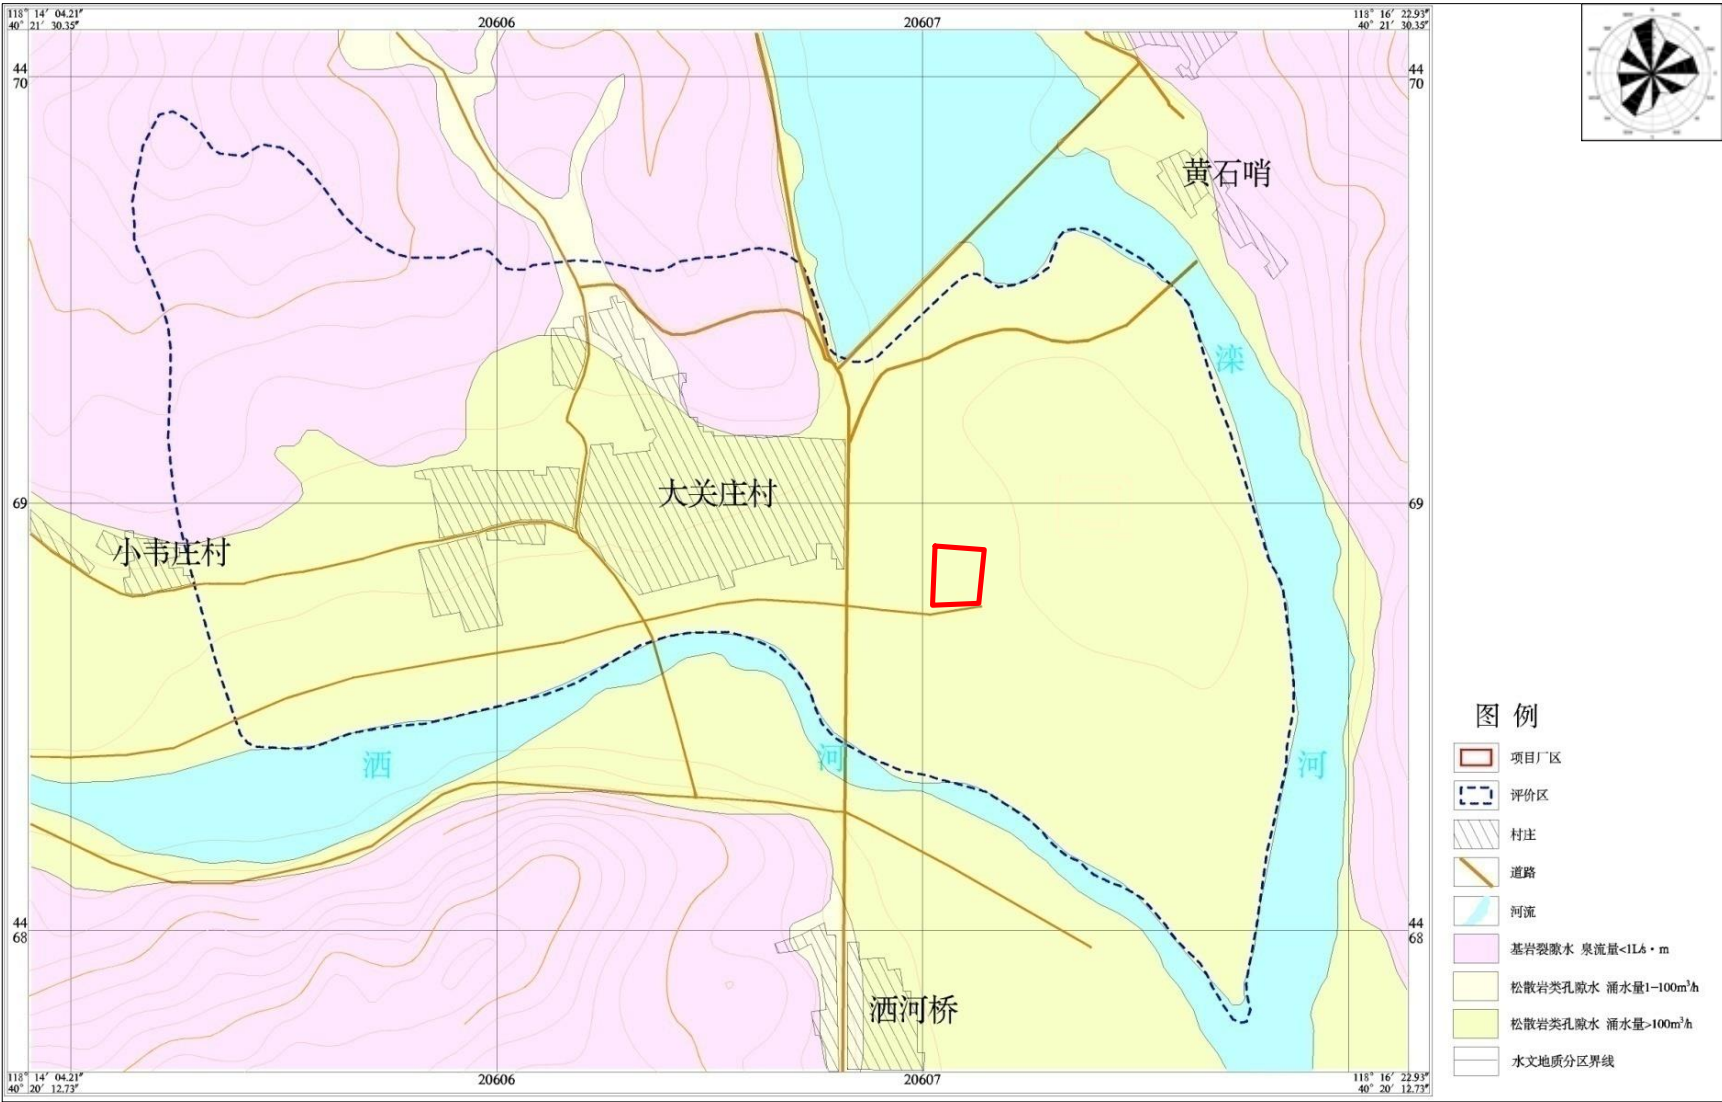 118° 14′ 04.21″
40° 21′ 30.35″
20606
20607
118° 16′ 22.93″
40° 21′ 30.35″
44
70
44
70
黄石哨
滦
69
大关庄村
69
小韦庄村
洒
河
河
图 例
项目厂区
评价区
村庄
道路
河流
基岩裂隙水 泉流量<1L/s·m
松散岩类孔隙水 涌水量1-100m³/h
松散岩类孔隙水 涌水量>100m³/h
水文地质分区界线
44
68
44
68
洒河桥
118° 14′ 04.21″
40° 20′ 12.73″
20606
20607
118° 16′ 22.93″
40° 20′ 12.73″